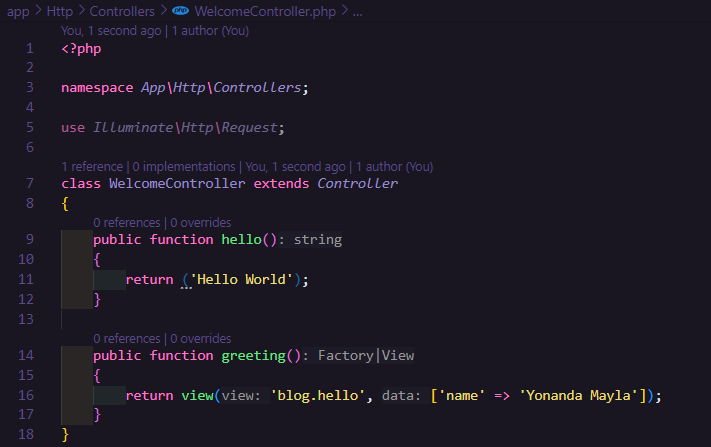 app > Http > Controllers > php WelcomeController.php > ...
You, 1 second ago | 1 author (You)
1 <?php
2
3 namespace App\Http\Controllers;
4
5 use Illuminate\Http\Request;
6
1 reference | 0 implementations | You, 1 second ago | 1 author (You)
7 class WelcomeController extends Controller
8 {
0 references | 0 overrides
9 public function hello(): string
10 {
11 return ('Hello World');
12 }
13
0 references | 0 overrides
14 public function greeting(): Factory|View
15 {
16 return view(view: 'blog.hello', data: ['name' => 'Yonanda Mayla']);
17 }
18 }